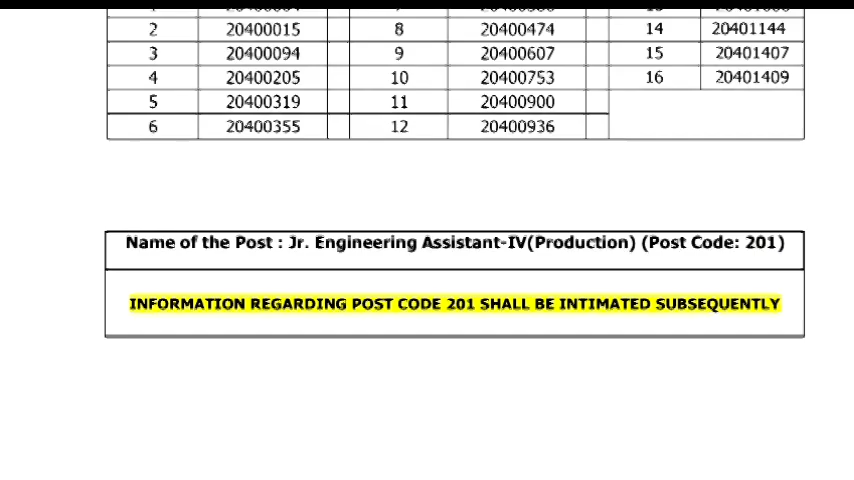 2 20400015 8 20400474 14 20401144
3 20400094 9 20400607 15 20401407
4 20400205 10 20400753 16 20401409
5 20400319 11 20400900
6 20400355 12 20400936
Name of the Post : Jr. Engineering Assistant-IV(Production) (Post Code: 201)
INFORMATION REGARDING POST CODE 201 SHALL BE INTIMATED SUBSEQUENTLY